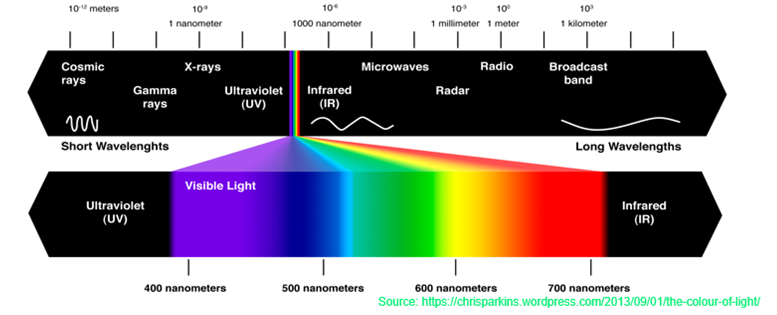 10-12 meters 10-9 10-6 10-3 100 103
1 nanometer 1000 nanometer 1 millimeter 1 meter 1 kilometer
Cosmic rays X-rays Microwaves Radio Broadcast band
Gamma rays Ultraviolet (UV) Infrared (IR) Radar
Short Wavelenghts Long Wavelengths
Visible Light
Ultraviolet (UV) Infrared (IR)
400 nanometers 500 nanometers 600 nanometers 700 nanometers
Source: https://chrisparkins.wordpress.com/2013/09/01/the-colour-of-light/